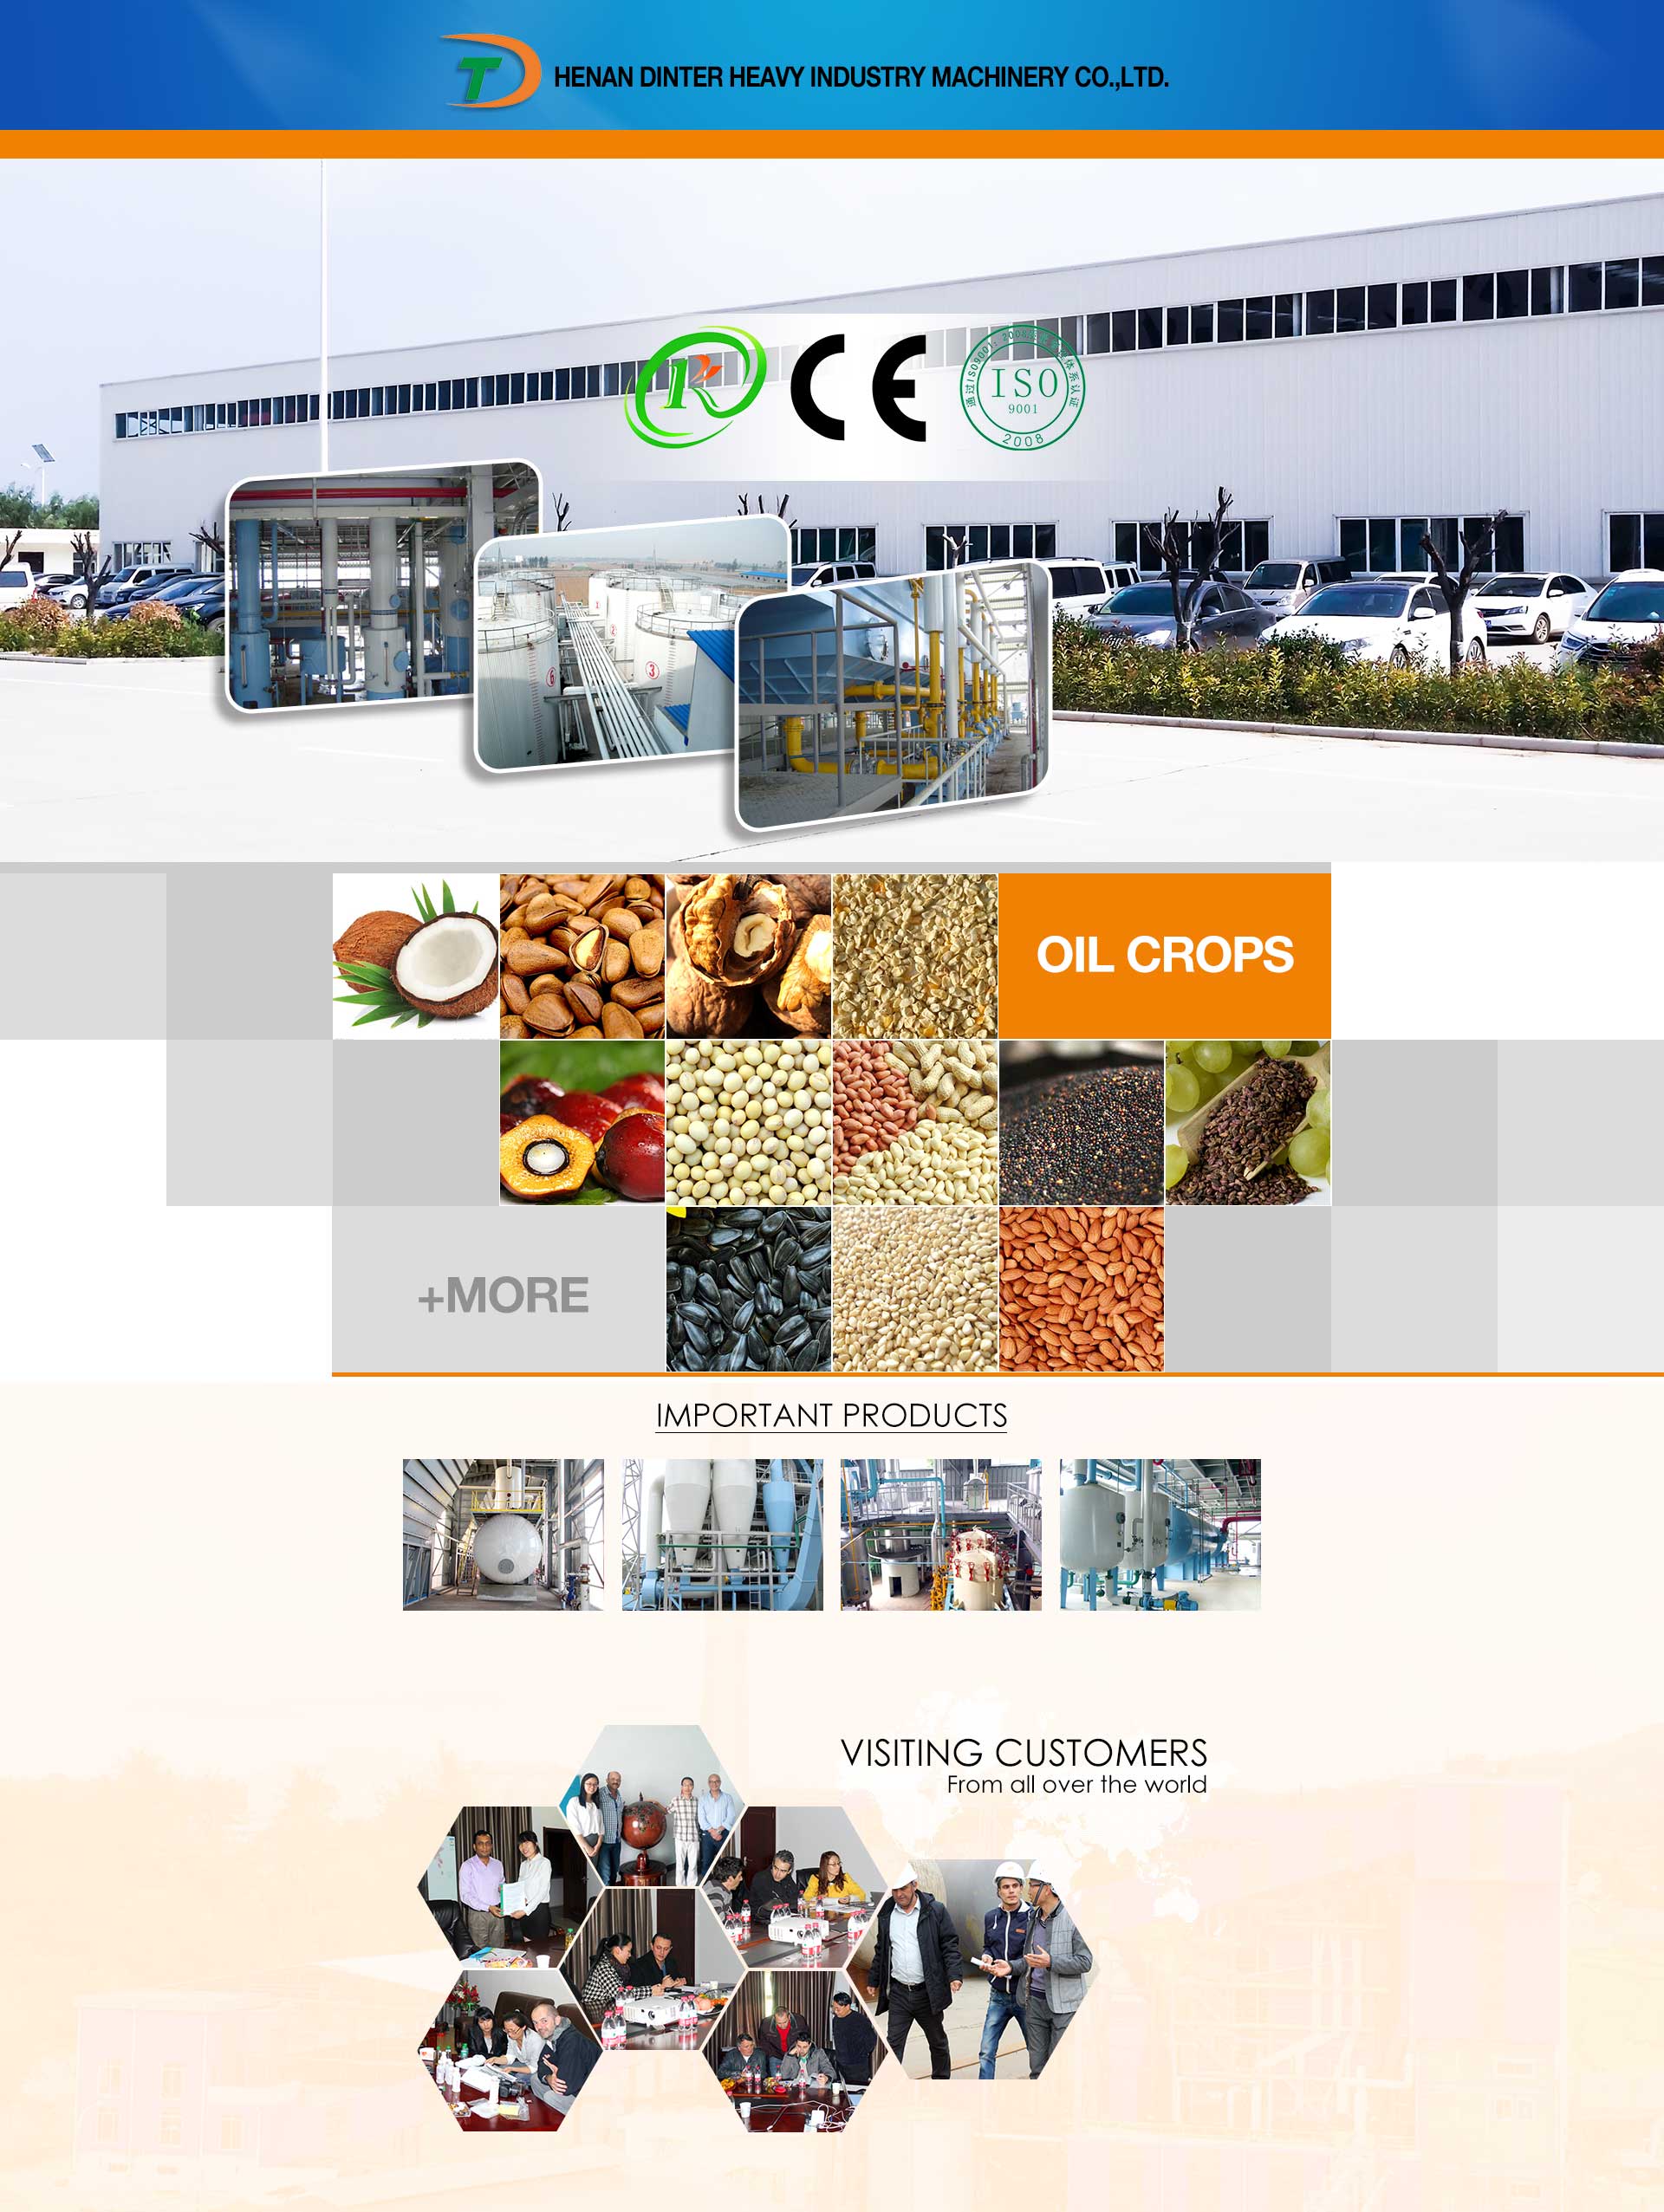 HENAN DINTER HEAVY INDUSTRY MACHINERY CO.,LTD.
CE
ISO
9001
2008
OIL CROPS
+MORE
IMPORTANT PRODUCTS
VISITING CUSTOMERS
From all over the world